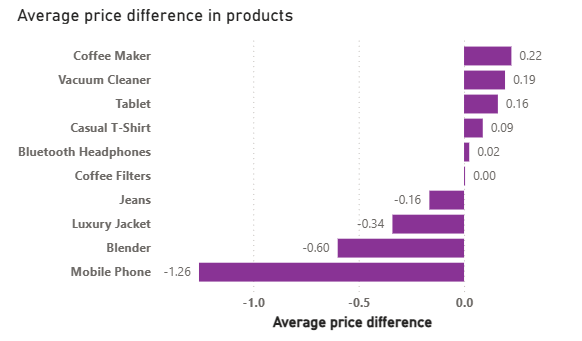 Average price difference in products
Coffee Maker 0.22
Vacuum Cleaner 0.19
Tablet 0.16
Casual T-Shirt 0.09
Bluetooth Headphones 0.02
Coffee Filters 0.00
Jeans -0.16
Luxury Jacket -0.34
Blender -0.60
Mobile Phone -1.26
-1.0 -0.5 0.0
Average price difference